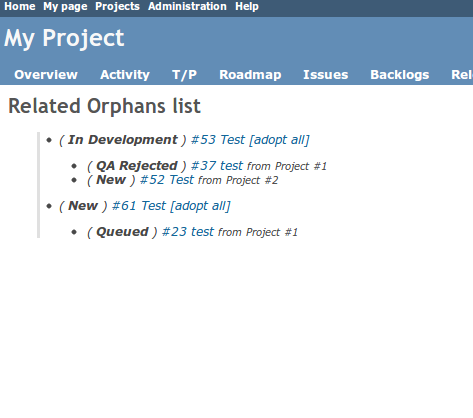 Home My page Projects Administration Help
My Project
Overview Activity T/P Roadmap Issues Backlogs Rel
Related Orphans list
( In Development ) #53 Test [adopt all]
( QA Rejected ) #37 test from Project #1
( New ) #52 Test from Project #2
( New ) #61 Test [adopt all]
( Queued ) #23 test from Project #1